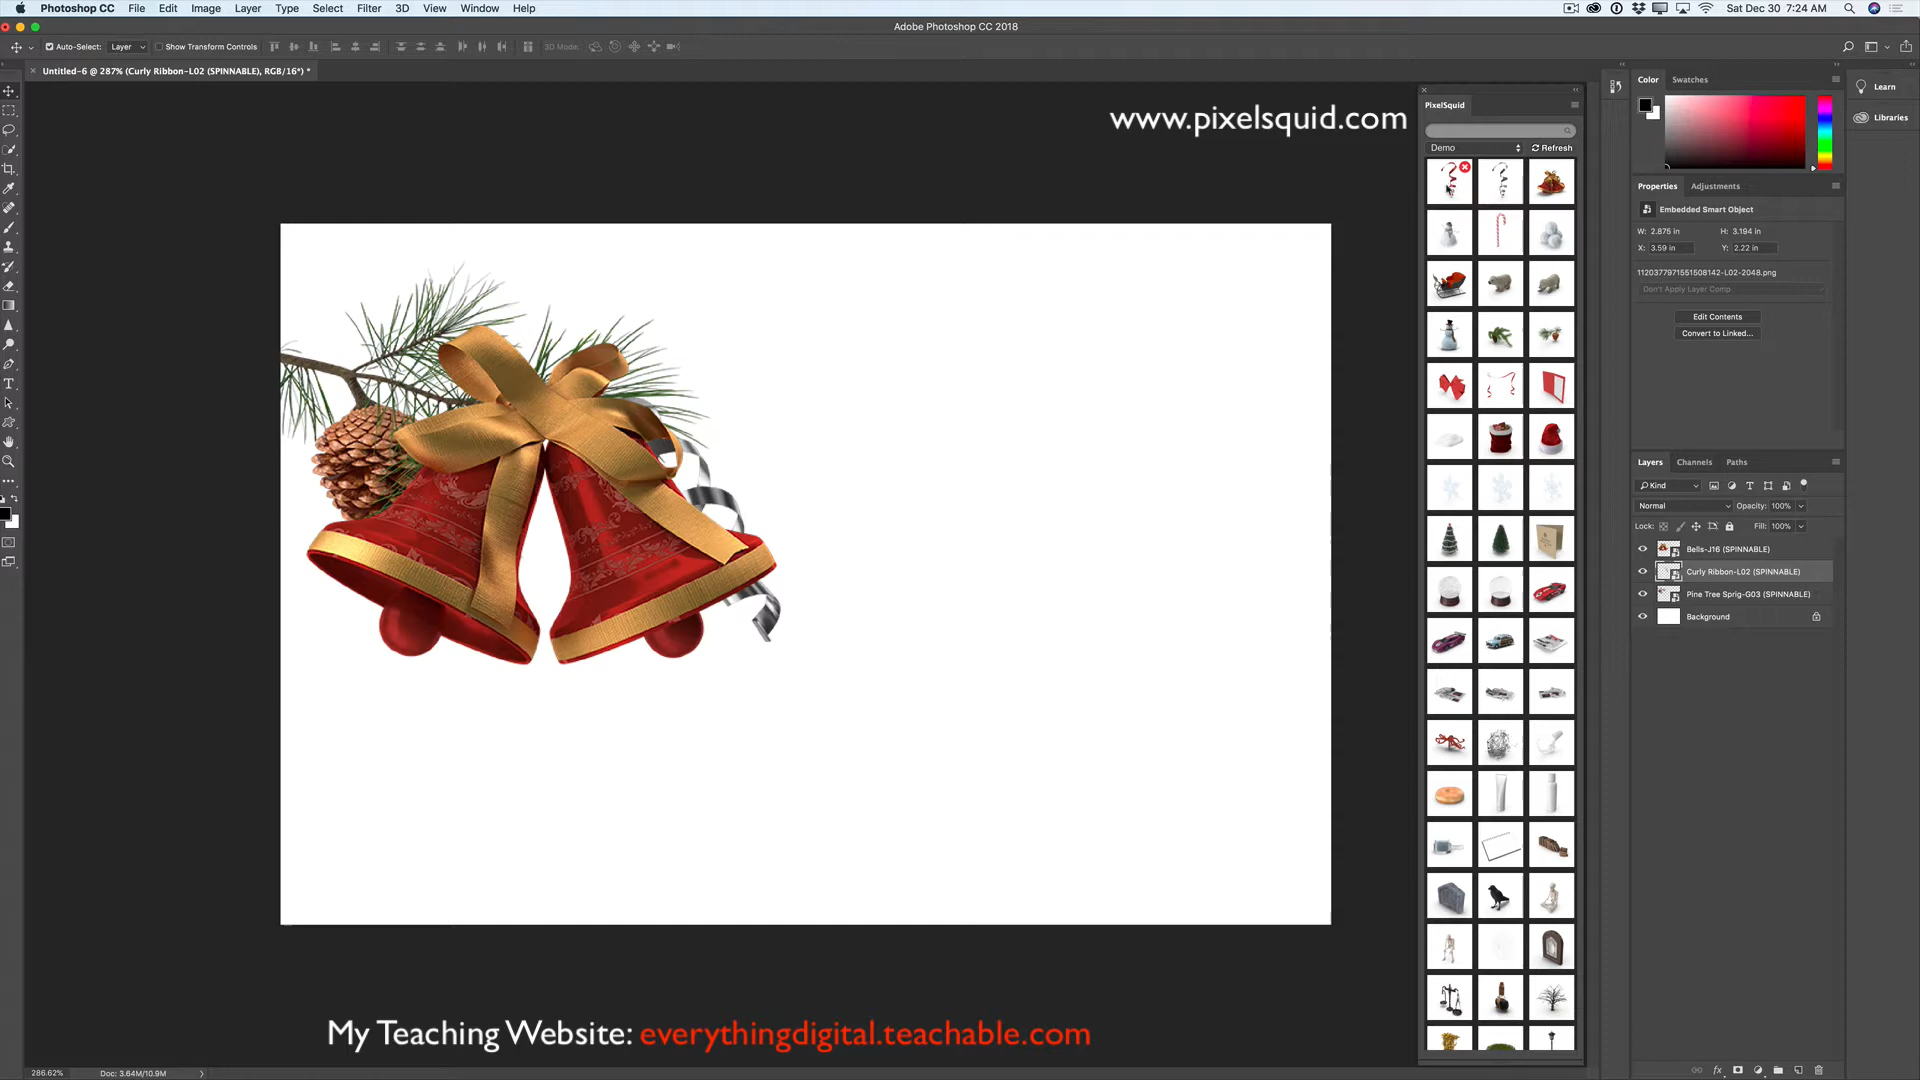 Photoshop CC File Edit Image Layer Type Select Filter 3D View Window Help Sat Dec 30 7:24 AM
Adobe Photoshop CC 2018
Auto-Select: Layer Show Transform Controls 3D Mode:
Untitled-6 @ 287% (Curly Ribbon-L02 (SPINNABLE), RGB/16*) *
www.pixelsquid.com
PixelSquid
Demo Refresh
Color Swatches
Learn
Libraries
Properties Adjustments
Embedded Smart Object
W: 2.875 in H: 3.194 in
X: 3.59 in Y: 2.22 in
1120377971551508142-L02-2048.png
Don't Apply Layer Comp
Edit Contents
Convert to Linked...
Layers Channels Paths
Kind
Normal Opacity: 100%
Lock: Fill: 100%
Bells-J16 (SPINNABLE)
Curly Ribbon-L02 (SPINNABLE)
Pine Tree Sprig-G03 (SPINNABLE)
Background
My Teaching Website: everythingdigital.teachable.com
286.62% Doc: 3.64M/10.9M
fx